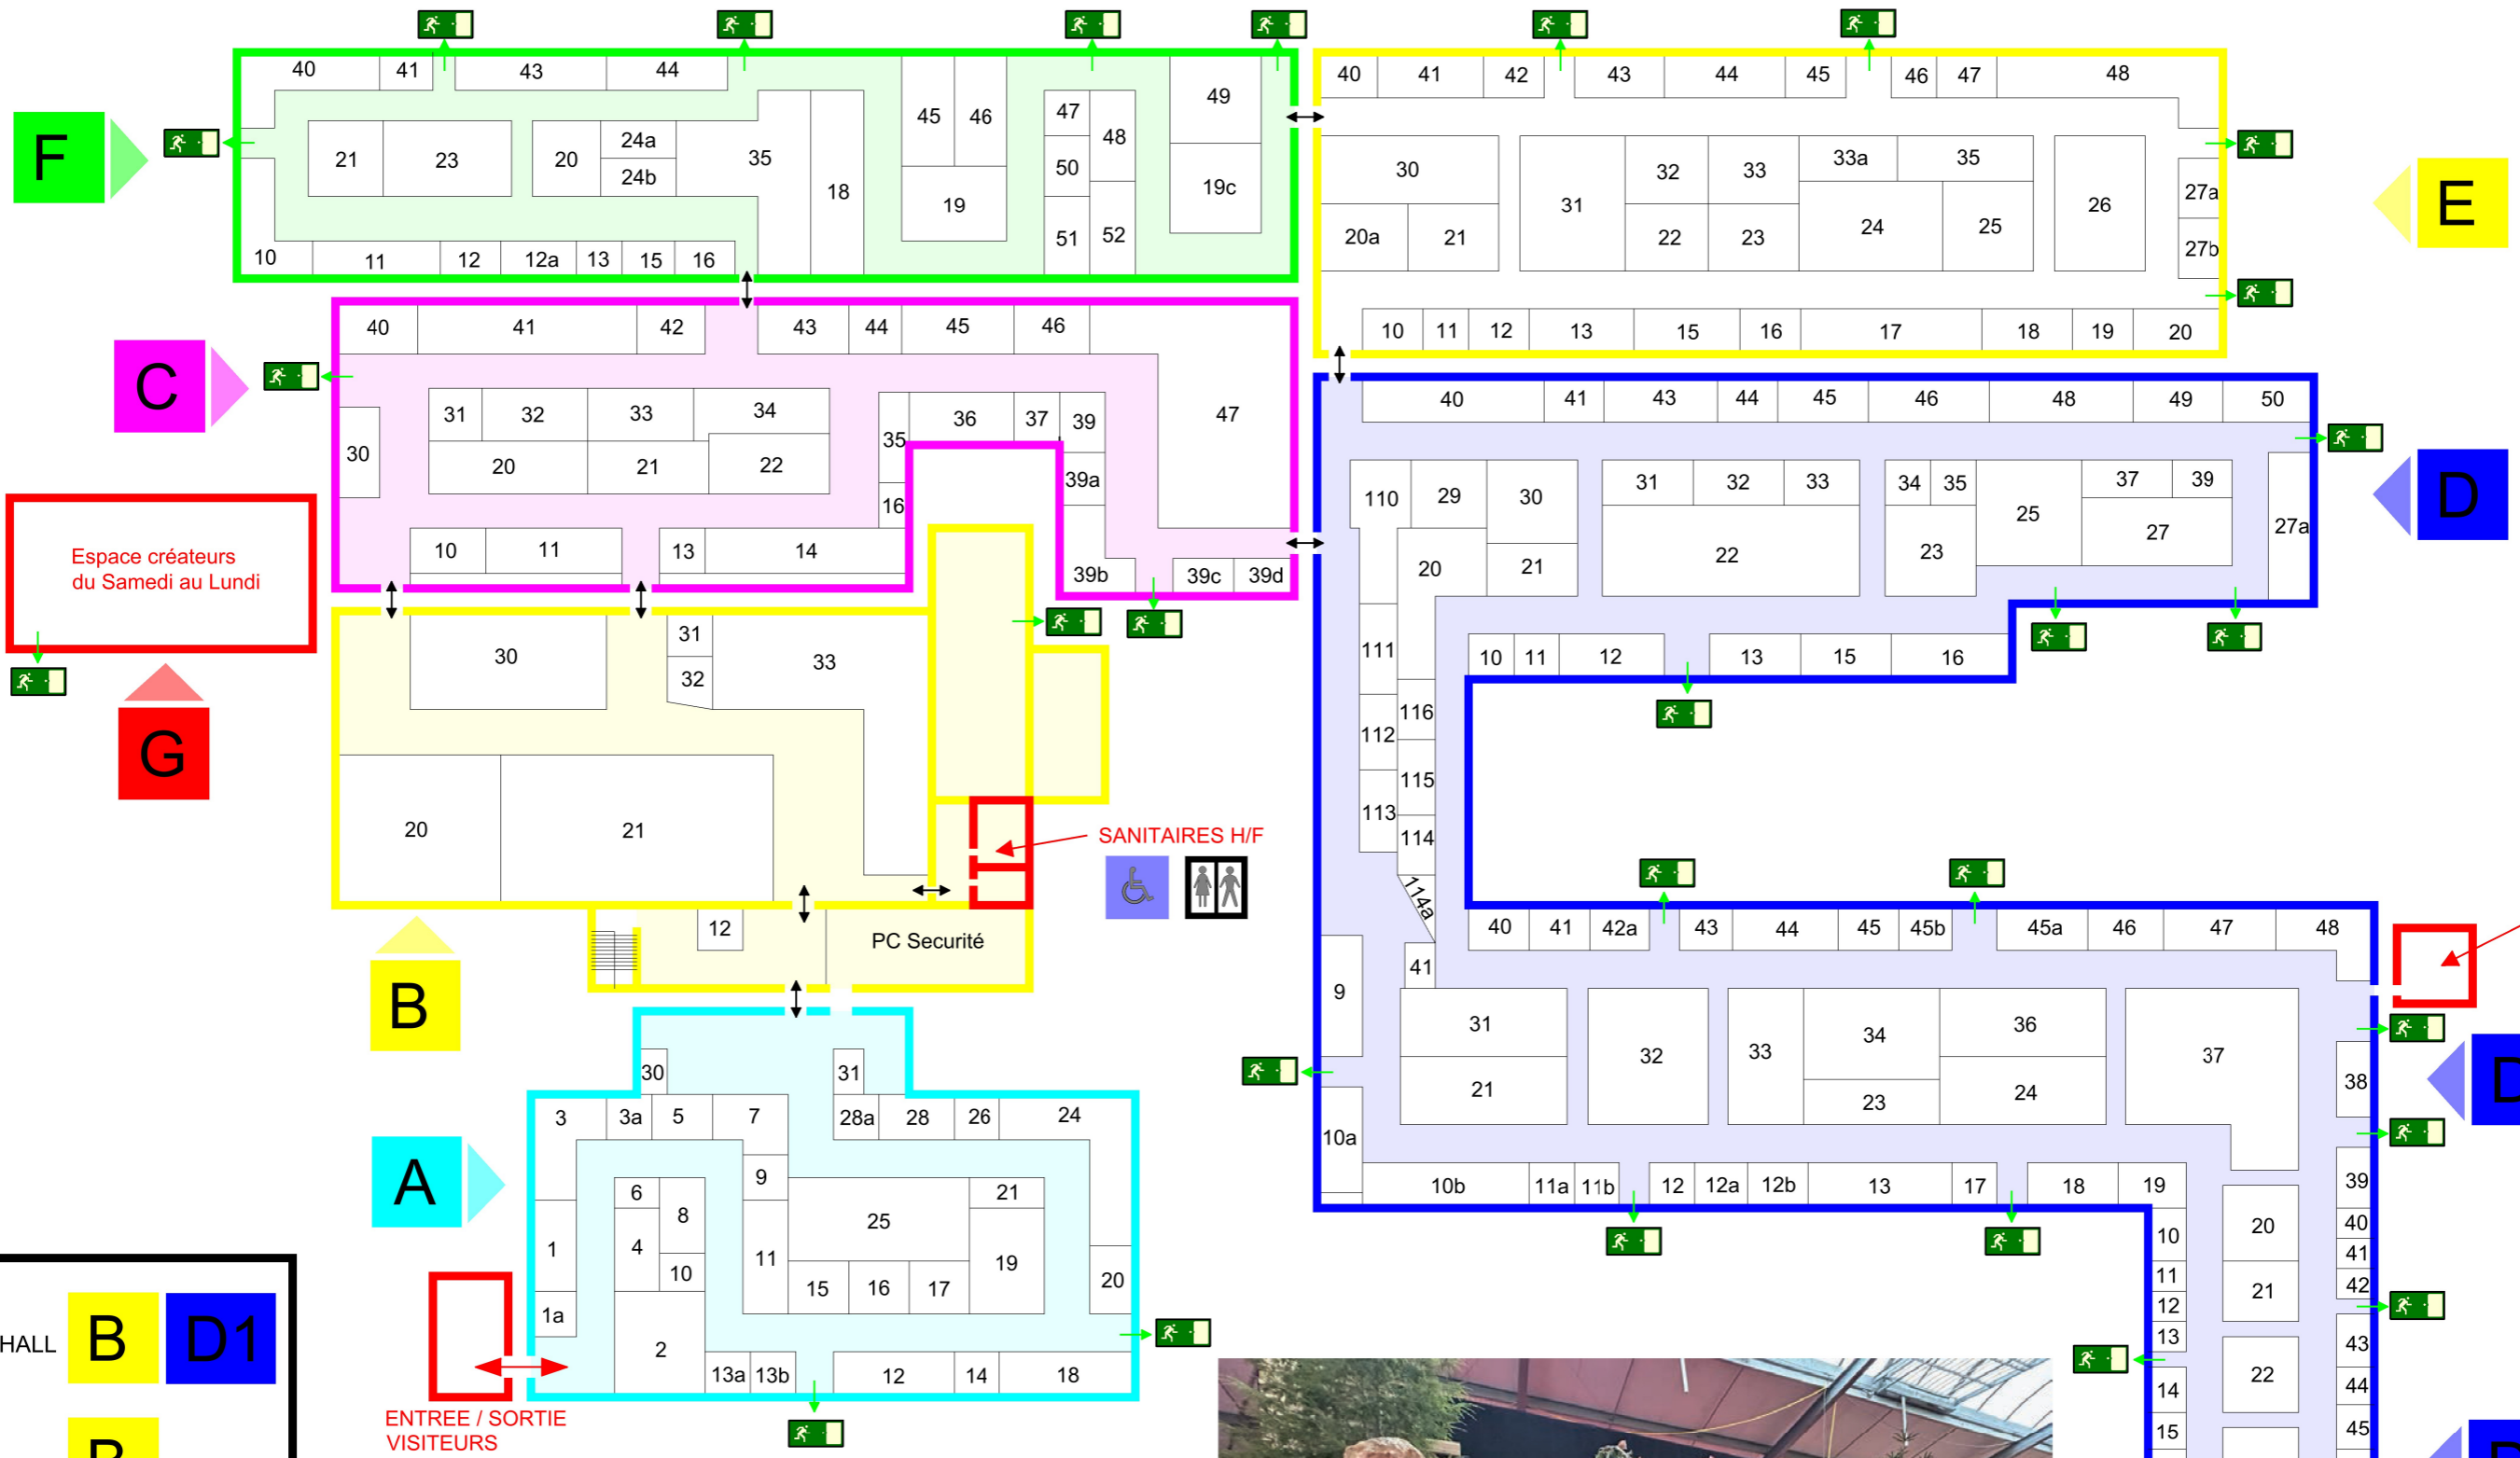 F
40 41 43 44 45 46 47 48 49
21 23 20 24a 24b 35 18 19 50 51 52 19c
10 11 12 12a 13 15 16
40 41 42 43 44 45 46 47 48
30 31 32 33 33a 35 26 27a
20a 21 22 23 24 25 27b
10 11 12 13 15 16 17 18 19 20
E
C
40 41 42 43 44 45 46 47
30 31 32 33 34 35 36 37 39
20 21 22 16 39a
10 11 13 14 39b 39c 39d
40 41 43 44 45 46 48 49 50
110 29 30 31 32 33 34 35 25 37 39 27a
20 21 22 23 27
111 10 11 12 13 15 16
112 116
115
113 114
114a
D
Espace créateurs
du Samedi au Lundi
G
30 31 32 33
20 21
SANITAIRES H/F
12 PC Securité
B
40 41 42a 43 44 45 45b 45a 46 47 48
9 41
31 32 33 34 36 37 38
21 23 24
10a
10b 11a 11b 12 12a 12b 13 17 18 19 39
10 20 40
11 21 41
12 42
13 22 43
14 44
15 45
30 31
3 3a 5 7 28a 28 26 24
A
6 8 9 25 21
1 4 10 11 15 16 17 19 20
1a 2
13a 13b 12 14 18
ENTREE / SORTIE
VISITEURS
HALL B D1